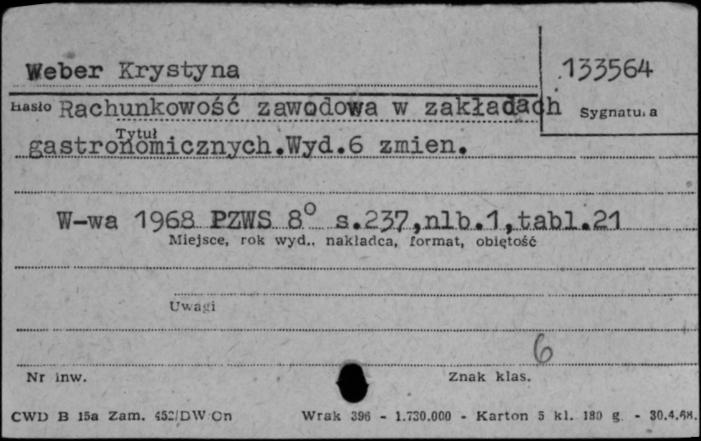 Weber Krystyna
133564
Hasło Rachunkowość zawodowa w zakładach
Sygnatura
Tytuł
gastronomicznych.Wyd.6 zmien.
W-wa 1968 PZWS 8° s.237,nlb.1,tabl.21
Miejsce, rok wyd., nakładca, format, objętość
Uwagi
6
Nr inw.
Znak klas.
CWD B 15a Zam. 452/DW/Cn Wrak 396 - 1.730.000 - Karton 5 kl. 180 g - 30.4.68.